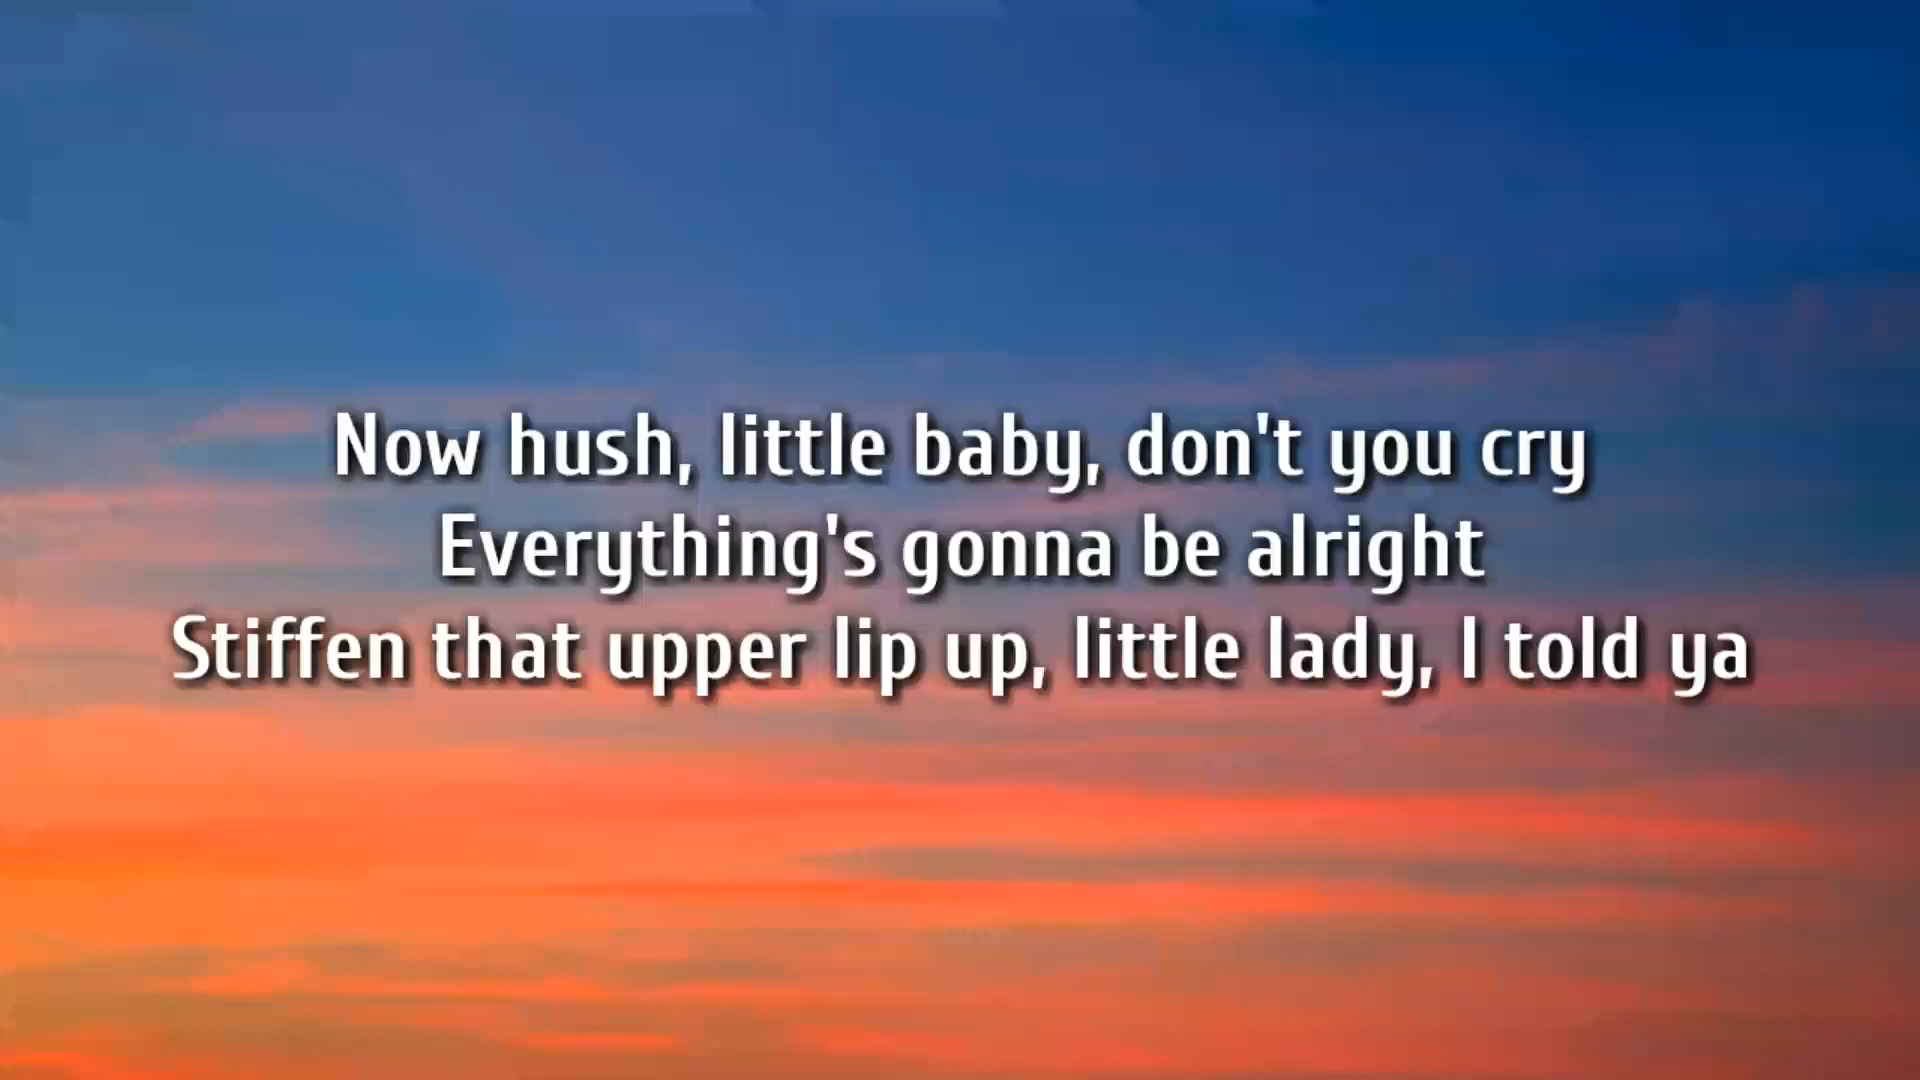 Now hush, little baby, don't you cry
Everything's gonna be alright
Stiffen that upper lip up, little lady, I told ya